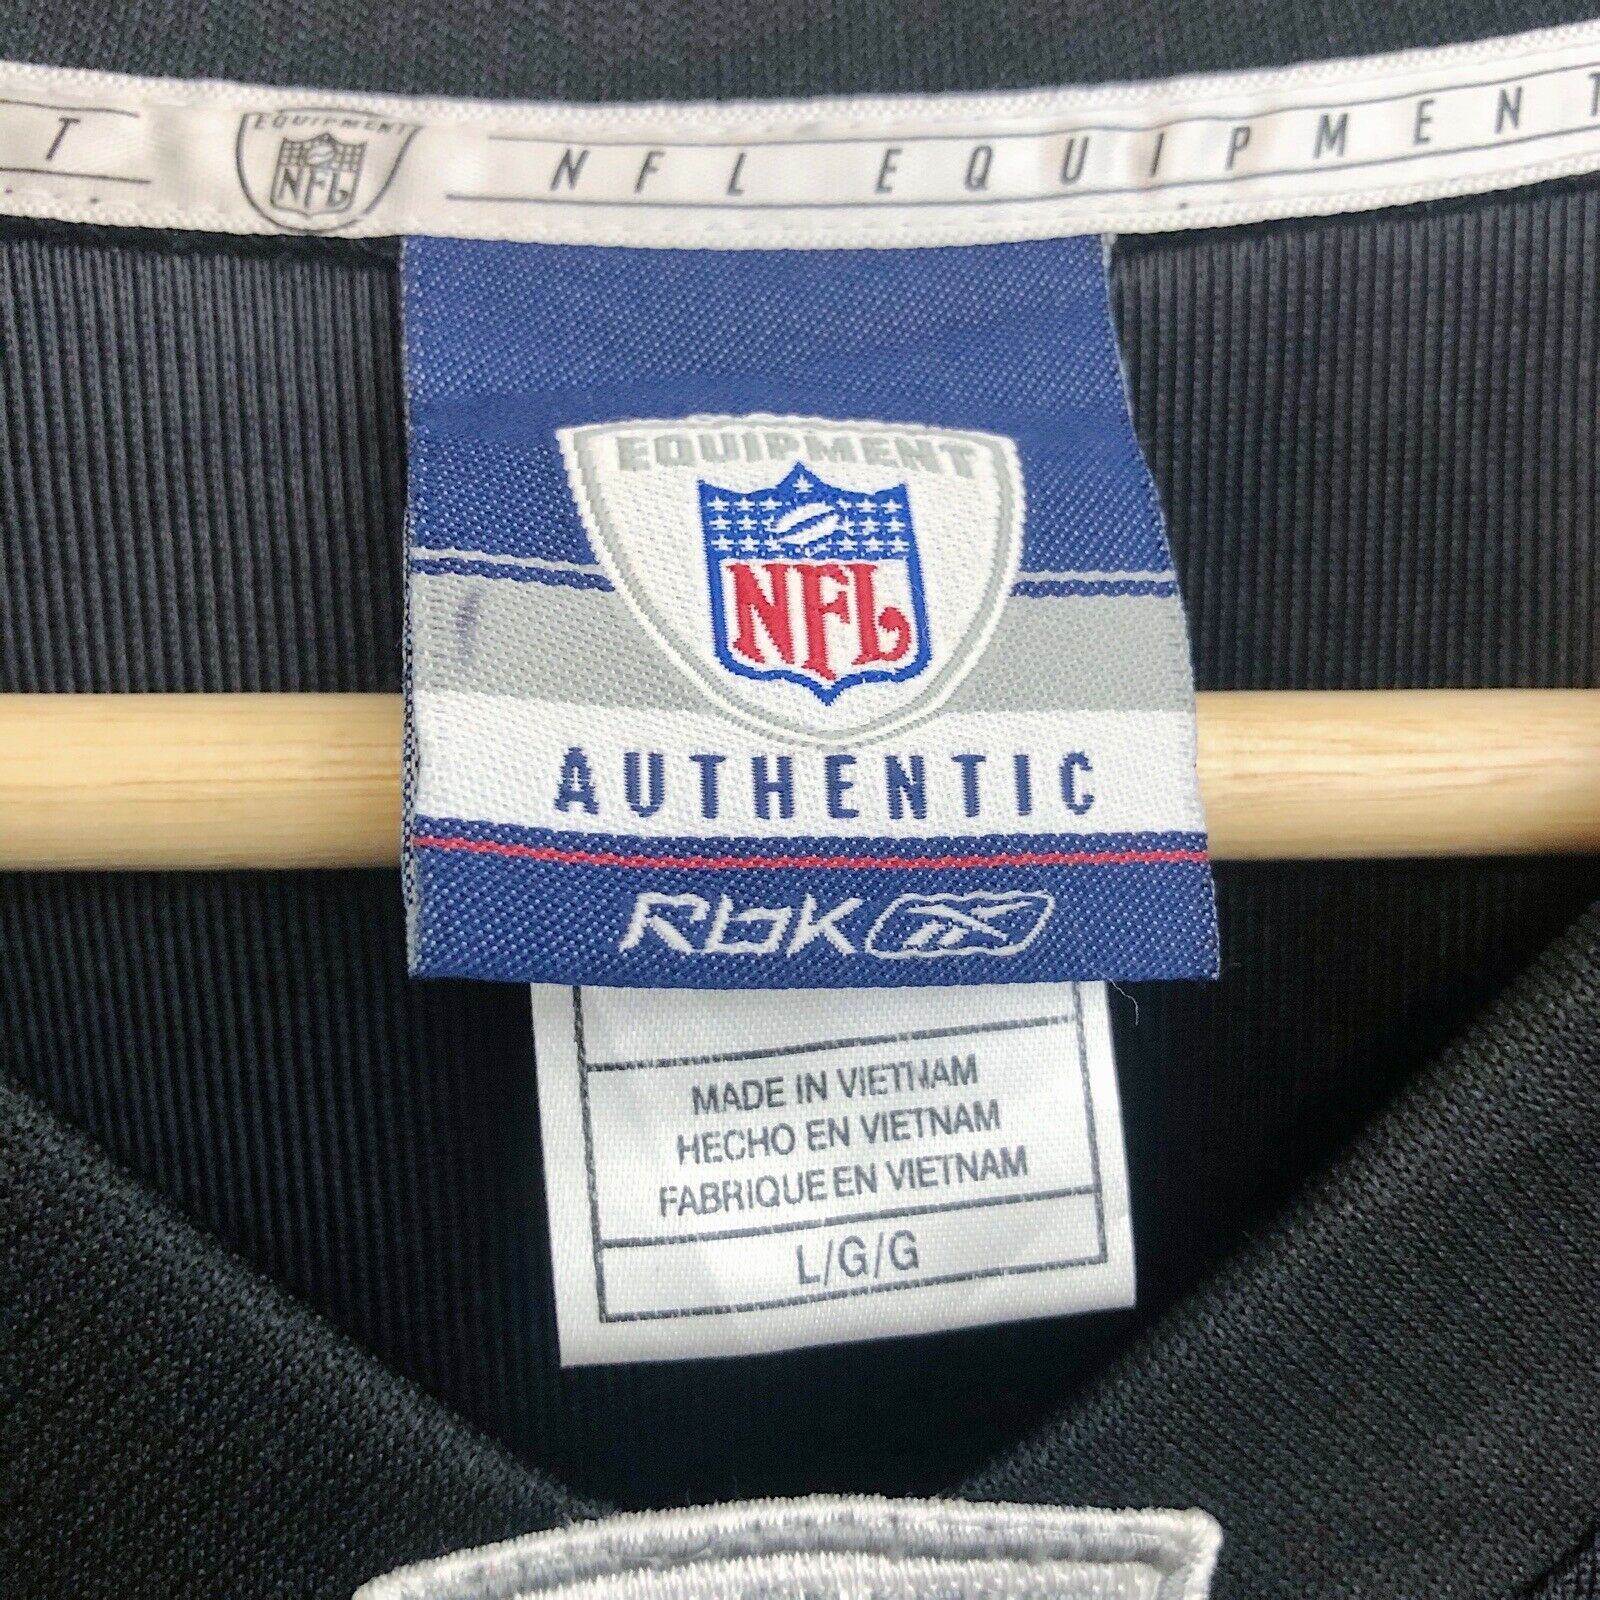 T
EQUIPMENT
NFL
NFL EQUIPMENT
EQUIPMENT
NFL
AUTHENTIC
RbK
MADE IN VIETNAM
HECHO EN VIETNAM
FABRIQUE EN VIETNAM
L/G/G